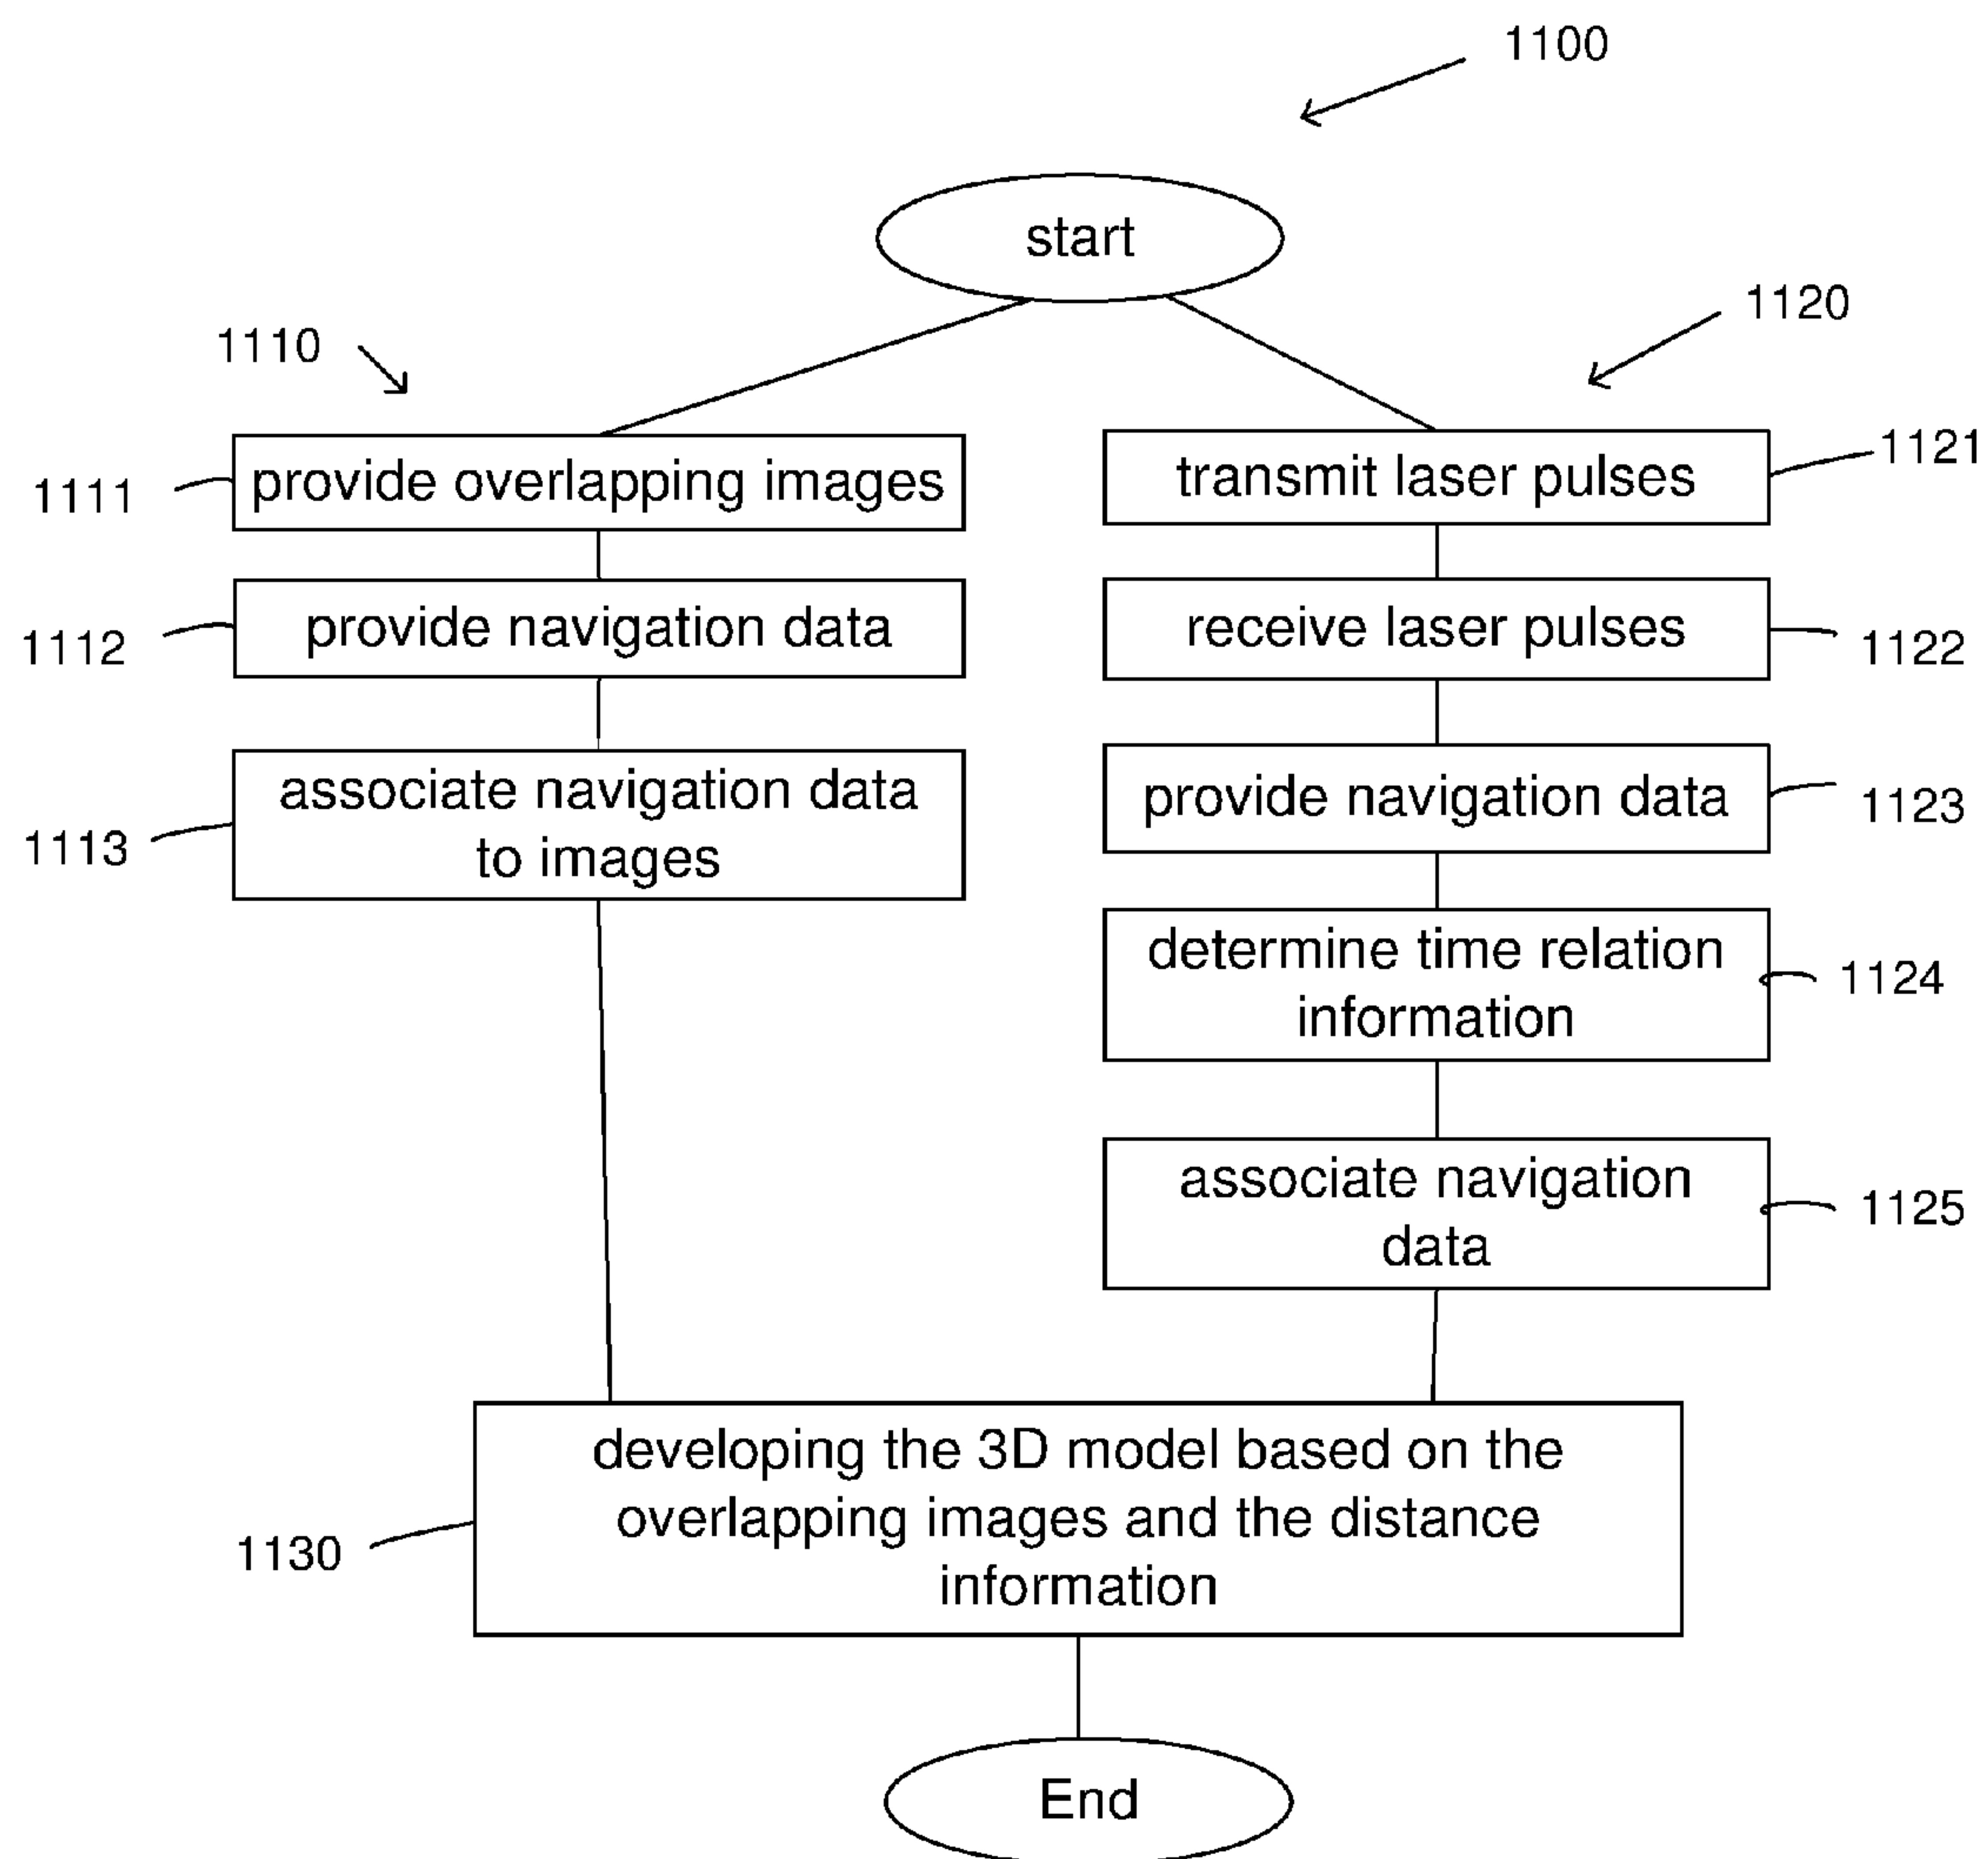 1100
start
1110
1120
1111
provide overlapping images
transmit laser pulses
1121
1112
provide navigation data
receive laser pulses
1122
1113
associate navigation data
to images
provide navigation data
1123
determine time relation
information
1124
associate navigation
data
1125
developing the 3D model based on the
overlapping images and the distance
information
1130
End